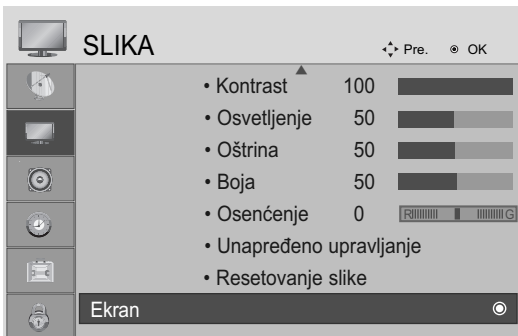 SLIKA Pre. OK
• Kontrast 100
• Osvetljenje 50
• Oštrina 50
• Boja 50
• Osenćenje 0 R G
• Unapređeno upravljanje
• Resetovanje slike
Ekran